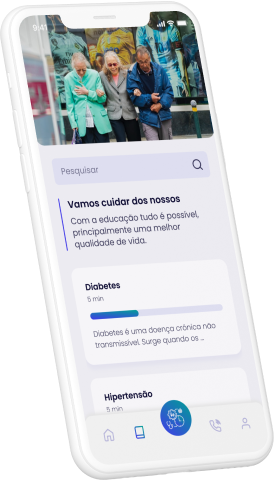 9:41
Pesquisar
Vamos cuidar dos nossos
Com a educação tudo é possível,
principalmente uma melhor
qualidade de vida.
Diabetes
5 min
Diabetes é uma doença crónica não
transmissível. Surge quando os ...
Hipertensão
5 min